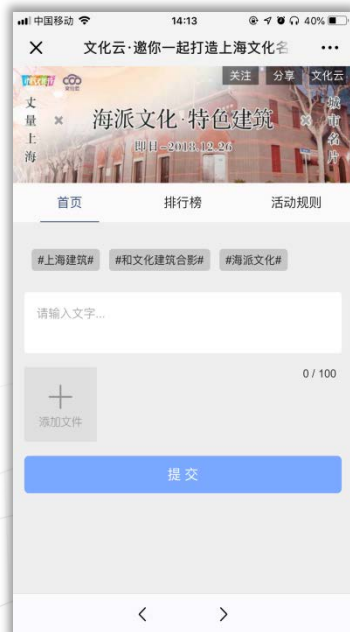 中国移动 14:13 40%
文化云·邀你一起打造上海文化名
关注 分享 文化云
丈量上海 × 海派文化·特色建筑 × 城市名片
即日-2018.12.26
首页 排行榜 活动规则
#上海建筑# #和文化建筑合影# #海派文化#
请输入文字...
0 / 100
添加文件
提交